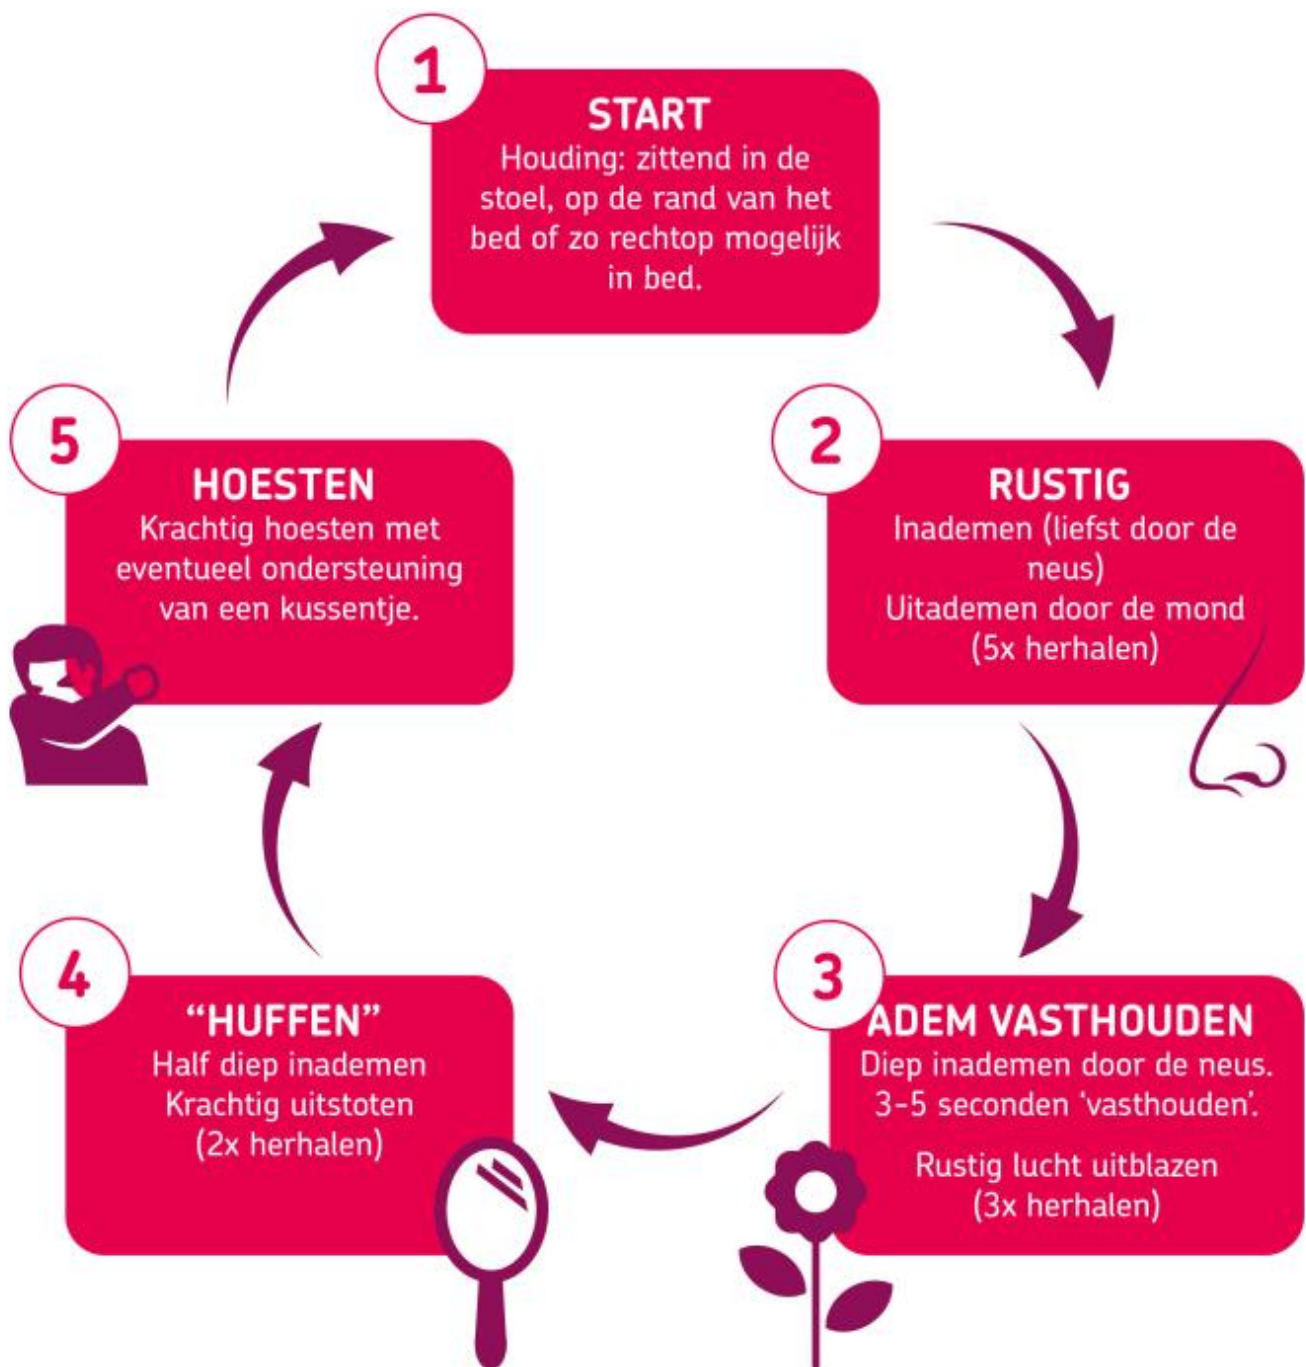 1
START
Houding: zittend in de
stoel, op de rand van het
bed of zo rechtop mogelijk
in bed.
2
RUSTIG
Inademen (liefst door de
neus)
Uitademen door de mond
(5x herhalen)
3
ADEM VASTHOUDEN
Diep inademen door de neus.
3-5 seconden ‘vasthouden’.
Rustig lucht uitblazen
(3x herhalen)
4
“HUFFEN”
Half diep inademen
Krachtig uitstoten
(2x herhalen)
5
HOESTEN
Krachtig hoesten met
eventueel ondersteuning
van een kussentje.